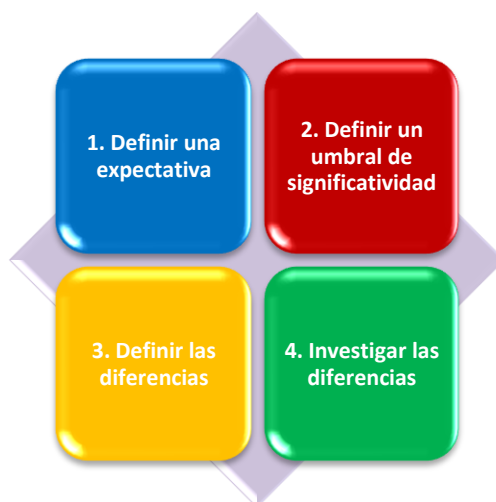 1. Definir una
expectativa
2. Definir un
umbral de
significatividad
3. Definir las
diferencias
4. Investigar las
diferencias